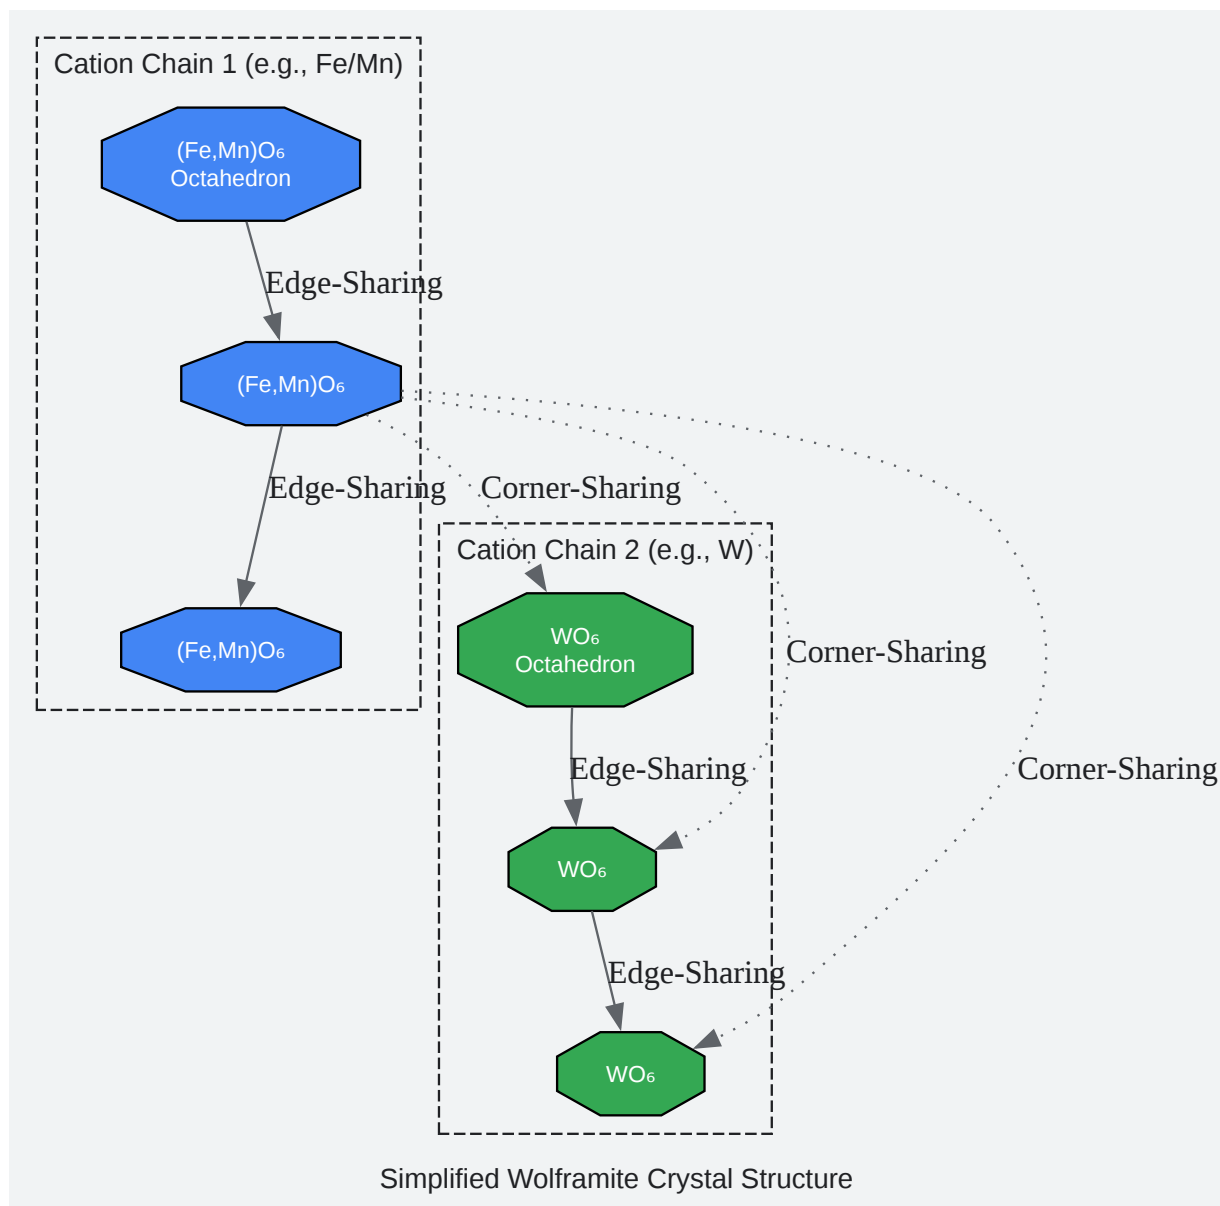 Cation Chain 1 (e.g., Fe/Mn)
(Fe,Mn)O₆
Octahedron
Edge-Sharing
(Fe,Mn)O₆
Edge-Sharing
Corner-Sharing
(Fe,Mn)O₆
Cation Chain 2 (e.g., W)
WO₆
Octahedron
Corner-Sharing
Edge-Sharing
Corner-Sharing
WO₆
Edge-Sharing
WO₆
Simplified Wolframite Crystal Structure